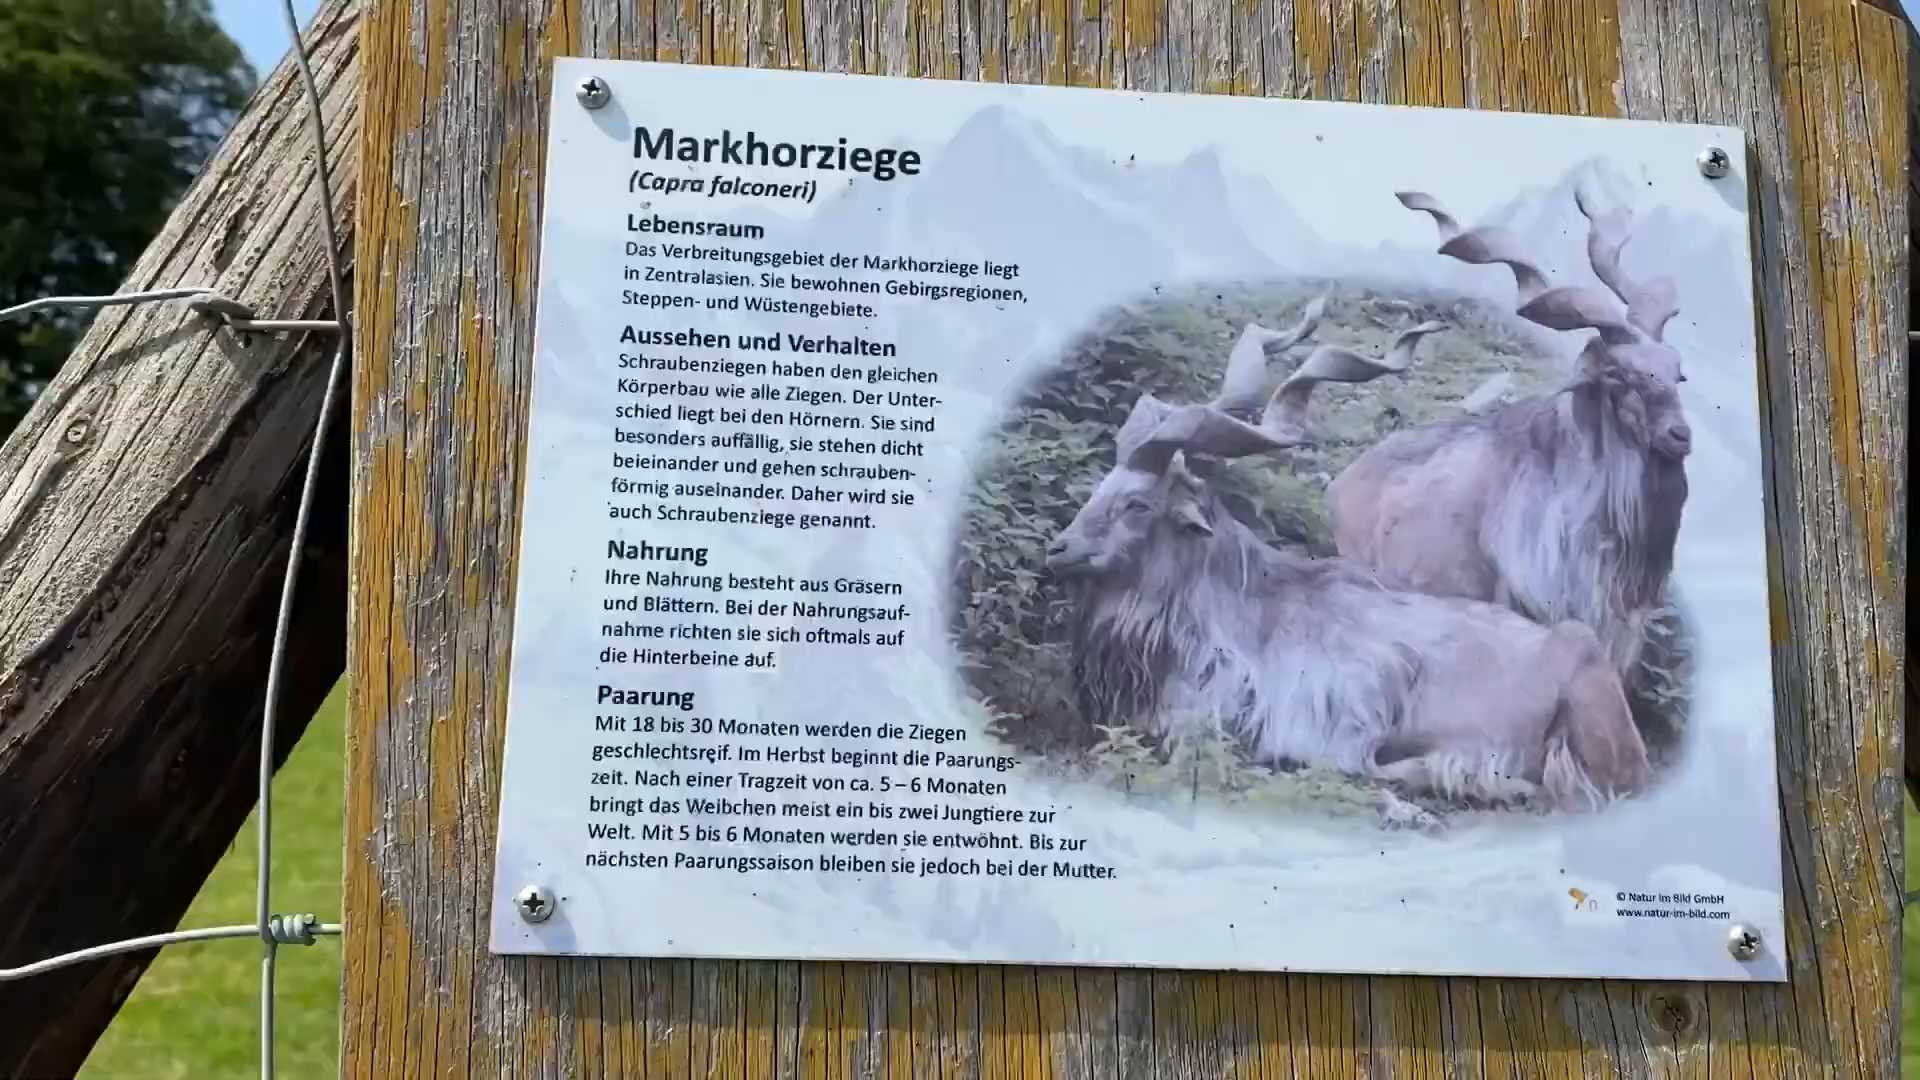 Markhorziege
(Capra falconeri)
Lebensraum
Das Verbreitungsgebiet der Markhorziege liegt
in Zentralasien. Sie bewohnen Gebirgsregionen,
Steppen- und Wüstengebiete.
Aussehen und Verhalten
Schraubenziegen haben den gleichen
Körperbau wie alle Ziegen. Der Unter-
schied liegt bei den Hörnern. Sie sind
besonders auffällig, sie stehen dicht
beieinander und gehen schrauben-
förmig auseinander. Daher wird sie
auch Schraubenziege genannt.
Nahrung
Ihre Nahrung besteht aus Gräsern
und Blättern. Bei der Nahrungsauf-
nahme richten sie sich oftmals auf
die Hinterbeine auf.
Paarung
Mit 18 bis 30 Monaten werden die Ziegen
geschlechtsreif. Im Herbst beginnt die Paarungs-
zeit. Nach einer Tragzeit von ca. 5 – 6 Monaten
bringt das Weibchen meist ein bis zwei Jungtiere zur
Welt. Mit 5 bis 6 Monaten werden sie entwöhnt. Bis zur
nächsten Paarungssaison bleiben sie jedoch bei der Mutter.
© Natur im Bild GmbH
www.natur-im-bild.com